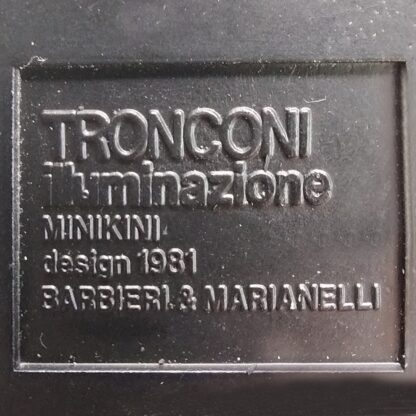 TRONCONI
illuminazione
MINIKINI
design 1981
BARBIERI & MARIANELLI